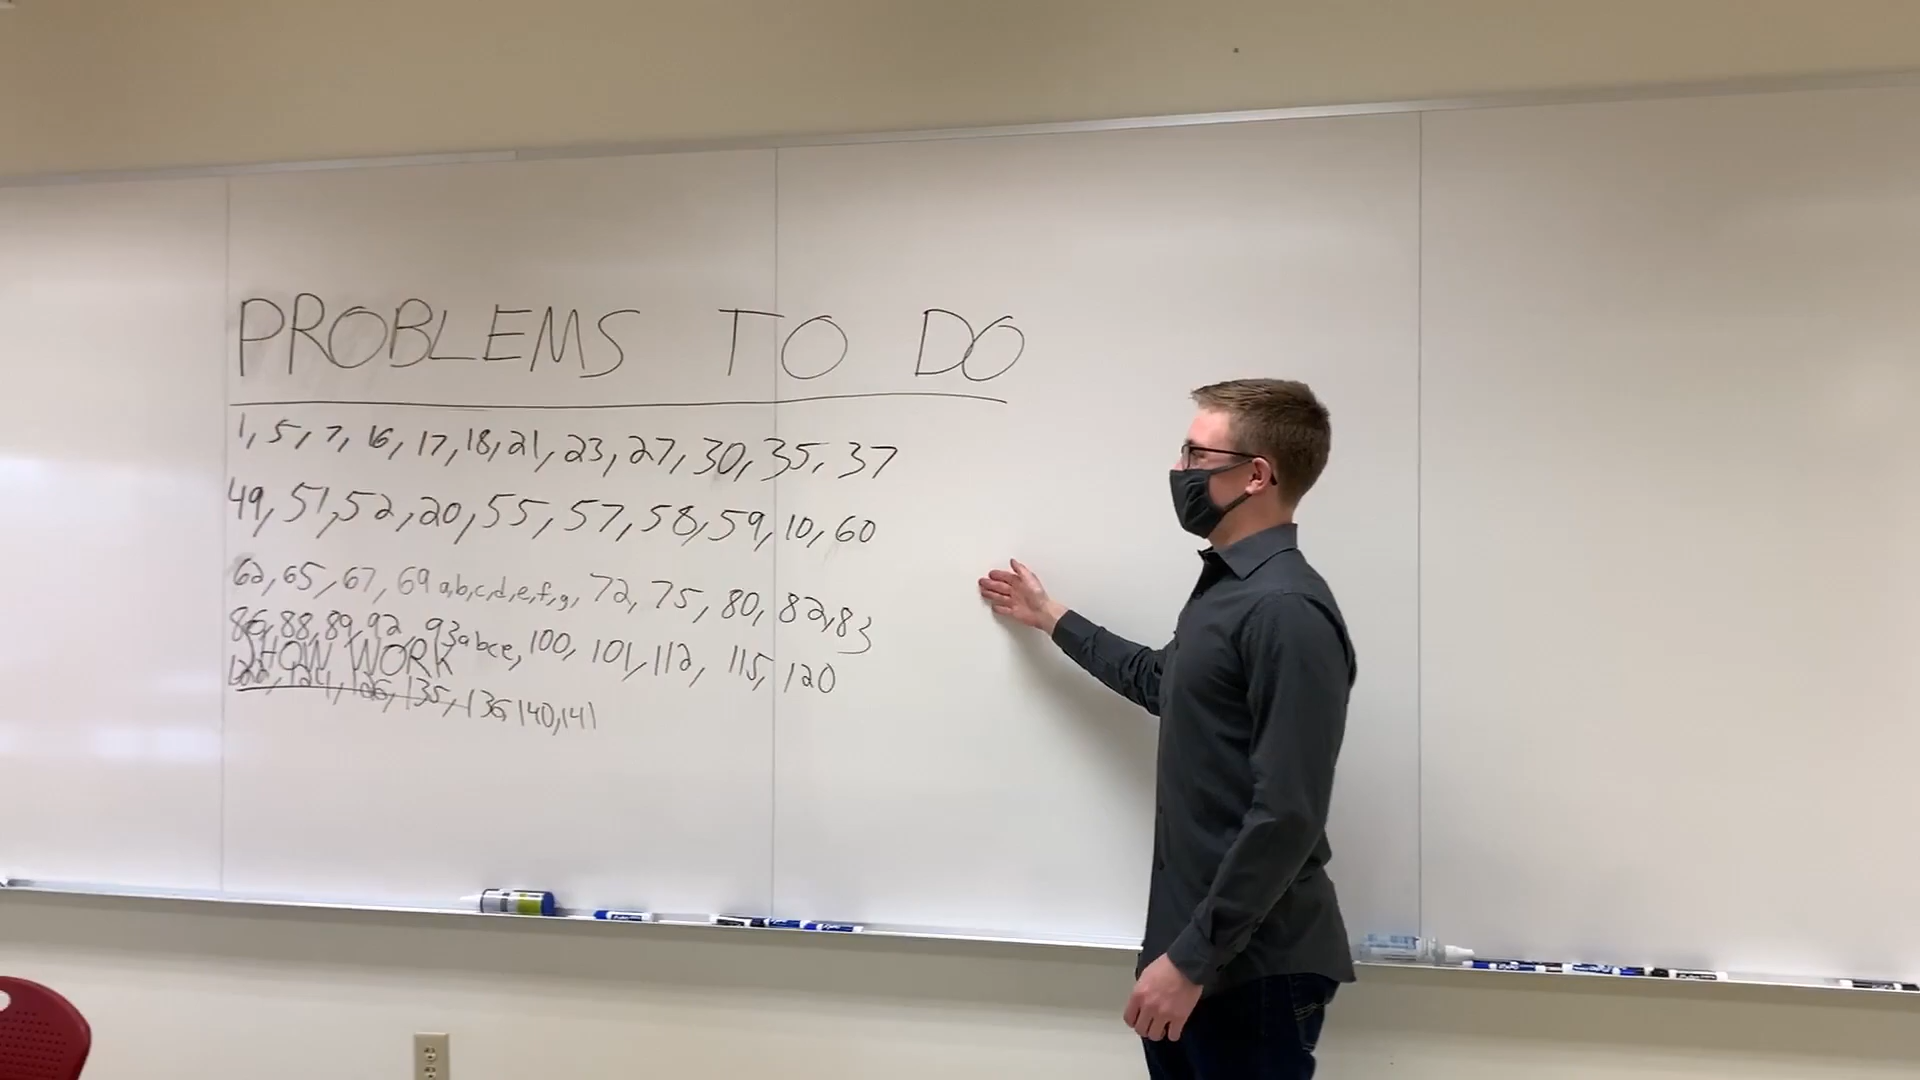 PROBLEMS TO DO
1, 5, 7, 16, 17, 18, 21, 23, 27, 30, 35, 37
49, 51, 52, 20, 55, 57, 58, 59, 10, 60
62, 65, 67, 69 a,b,c,d,e,f,g, 72, 75, 80, 82, 83
86, 88, 89, 92, 93abce, 100, 101, 112, 115, 120
SHOW WORK
122, 124, 126, 135, 136 140, 141